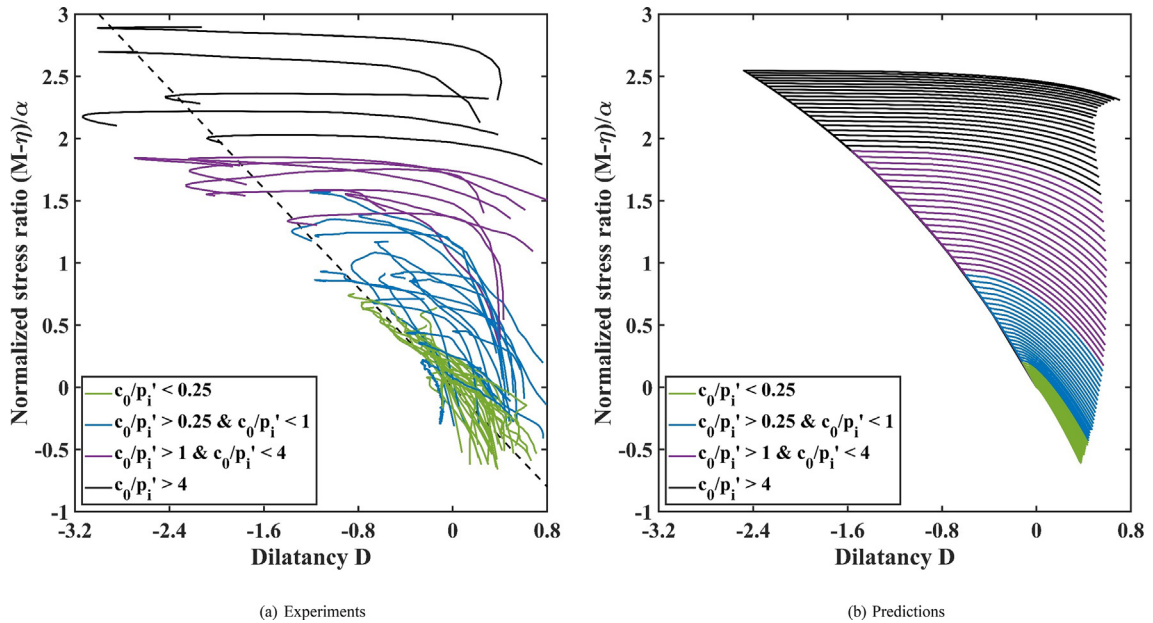 Normalized stress ratio (M-η)/α
3
2.5
2
1.5
1
0.5
0
-0.5
-1
c₀/pᵢ' < 0.25
c₀/pᵢ' > 0.25 & c₀/pᵢ' < 1
c₀/pᵢ' > 1 & c₀/pᵢ' < 4
c₀/pᵢ' > 4
-3.2 -2.4 -1.6 -0.8 0 0.8
Dilatancy D
(a) Experiments
Normalized stress ratio (M-η)/α
3
2.5
2
1.5
1
0.5
0
-0.5
-1
c₀/pᵢ' < 0.25
c₀/pᵢ' > 0.25 & c₀/pᵢ' < 1
c₀/pᵢ' > 1 & c₀/pᵢ' < 4
c₀/pᵢ' > 4
-3.2 -2.4 -1.6 -0.8 0 0.8
Dilatancy D
(b) Predictions